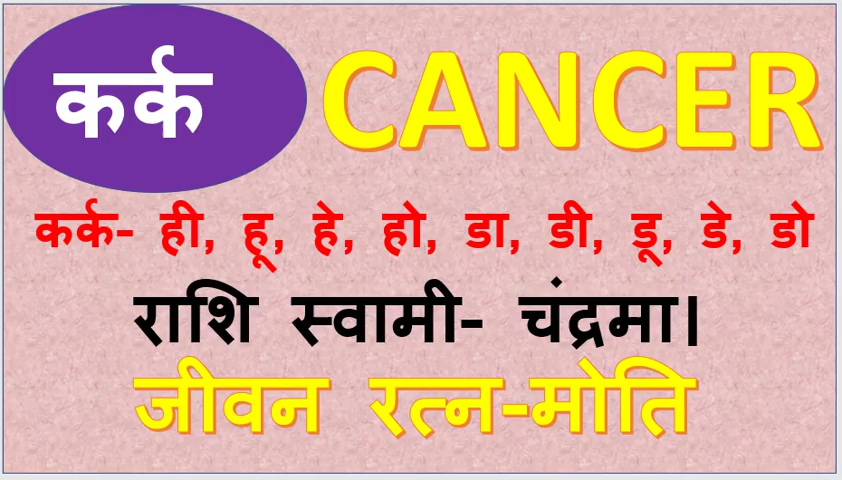 कर्क CANCER
कर्क- ही, हू, हे, हो, डा, डी, डू, डे, डो
राशि स्वामी- चंद्रमा।
जीवन रत्न-मोति